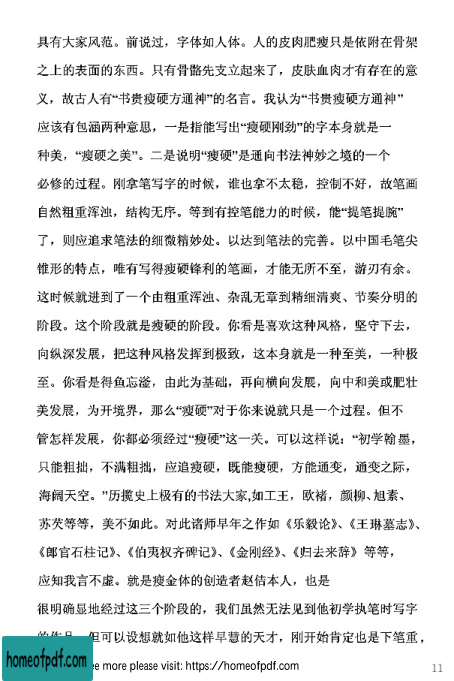 具有大家风范。前说过，字体如人体。人的皮肉肥瘦只是依附在骨架
之上的表面的东西。只有骨骼先支立起来了，皮肤血肉才有存在的意
义，故古人有“书贵瘦硬方通神”的名言。我认为“书贵瘦硬方通神”
应该有包涵两种意思，一是指能写出“瘦硬刚劲”的字本身就是一
种美，“瘦硬之美”。二是说明“瘦硬”是通向书法神妙之境的一个
必修的过程。刚拿笔写字的时候，谁也拿不太稳，控制不好，故笔画
自然粗重浑浊，结构无序。等到有控笔能力的时候，能“提笔提腕”
了，则应追求笔法的细微精妙处。以达到笔法的完善。以中国毛笔尖
锥形的特点，唯有写得瘦硬锋利的笔画，才能无所不至，游刃有余。
这时候就进到了一个由粗重浑浊、杂乱无章到精细清爽、节奏分明的
阶段。这个阶段就是瘦硬的阶段。你看是喜欢这种风格，坚守下去，
向纵深发展，把这种风格发挥到极致，这本身就是一种至美，一种极
至。你看是得鱼忘滏，由此为基础，再向横向发展，向中和美或肥壮
美发展，为开境界，那么“瘦硬”对于你来说就只是一个过程。但不
管怎样发展，你都必须经过“瘦硬”这一关。可以这样说：“初学翰墨，
只能粗拙，不满粗拙，应追瘦硬，既能瘦硬，方能通变，通变之际，
海阔天空。”历揽史上极有的书法大家,如工王，欧褚，颜柳、旭素、
苏芡等等，美不如此。对此诸师早年之作如《乐毅论》、《王琳墓志》、
《郎官石柱记》、《伯夷权齐碑记》、《金刚经》、《归去来辞》等等，
应知我言不虚。就是瘦金体的创造者赵佶本人，也是
很明确显地经过这三个阶段的，我们虽然无法见到他初学执笔时写字
的作品，但可以设想就如他这样早慧的天才，刚开始肯定也是下笔重，
homeofpdf.com
ee more please visit: https://homeofpdf.com
11